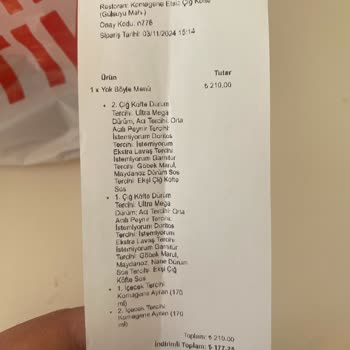 Restoran: Komagene Etsiz Çiğ Köfte
(Güleryu Mah.)
Onay Kodu: n776
Sipariş Tarihi: 03/11/2024 15:14
Ürün Tutar
1 x Yok Böyle Menü ₺ 210.00
• 2. Çiğ Köfte Dürüm
Tercihi: Ultra Mega
Dürüm, Acı Tercihi: Orta
Acılı Peynir Tercihi:
İstemiyorum Doritos
Tercihi: İstemiyorum
Ekstra Lavaş Tercihi:
İstemiyorum Garnitür
Tercihi: Göbek Marul,
Maydanoz Dürüm Sos
Tercihi: Ekşi Çiğ Köfte
Sos
• 1. Çiğ Köfte Dürüm
Tercihi: Ultra Mega
Dürüm, Acı Tercihi: Orta
Acılı Peynir Tercihi:
İstemiyorum Doritos
Tercihi: İstemiyorum
Ekstra Lavaş Tercihi:
İstemiyorum Garnitür
Tercihi: Göbek Marul,
Maydanoz, Nane Dürüm
Sos Tercihi: Ekşi Çiğ
Köfte Sos
• 1. İçecek Tercihi:
Komagene Ayran (170
ml)
• 2. İçecek Tercihi:
Komagene Ayran (170
ml)
Toplam: ₺ 210.00
İndirimli Toplam: ₺